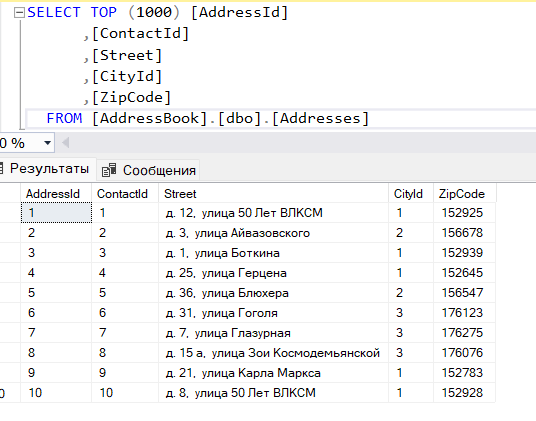 SELECT TOP (1000) [AddressId]
,[ContactId]
,[Street]
,[CityId]
,[ZipCode]
FROM [AddressBook].[dbo].[Addresses]
0 %
Результаты Сообщения
AddressId ContactId Street CityId ZipCode
1 1 д. 12, улица 50 Лет ВЛКСМ 1 152925
2 2 д. 3, улица Айвазовского 2 156678
3 3 д. 1, улица Боткина 1 152939
4 4 д. 25, улица Герцена 1 152645
5 5 д. 36, улица Блюхера 2 156547
6 6 д. 31, улица Гоголя 3 176123
7 7 д. 7, улица Глазурная 3 176275
8 8 д. 15 а, улица Зои Космодемьянской 3 176076
9 9 д. 21, улица Карла Маркса 1 152783
0 10 10 д. 8, улица 50 Лет ВЛКСМ 1 152928